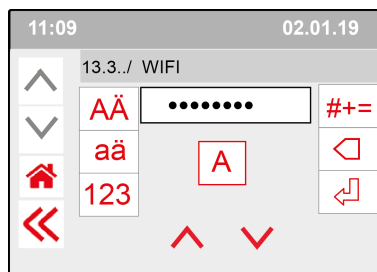 11:09 02.01.19
13.3../ WIFI
AÄ •••••••• #+=
aä A
123